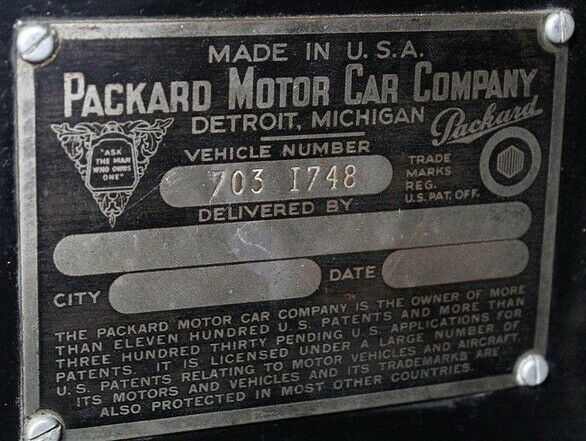 MADE IN U.S.A.
PACKARD MOTOR CAR COMPANY
DETROIT, MICHIGAN
Packard
"ASK
THE MAN
WHO OWNS
ONE"
VEHICLE NUMBER
703 1748
TRADE
MARKS
REG.
U.S. PAT. OFF.
DELIVERED BY
CITY
DATE
THE PACKARD MOTOR CAR COMPANY IS THE OWNER OF MORE
THAN ELEVEN HUNDRED U.S. PATENTS AND MORE THAN
THREE HUNDRED THIRTY PENDING U.S. APPLICATIONS FOR
PATENTS. IT IS LICENSED UNDER A LARGE NUMBER OF
U.S. PATENTS RELATING TO MOTOR VEHICLES AND AIRCRAFT.
ITS MOTORS AND VEHICLES AND ITS TRADEMARKS ARE
ALSO PROTECTED IN MOST OTHER COUNTRIES.